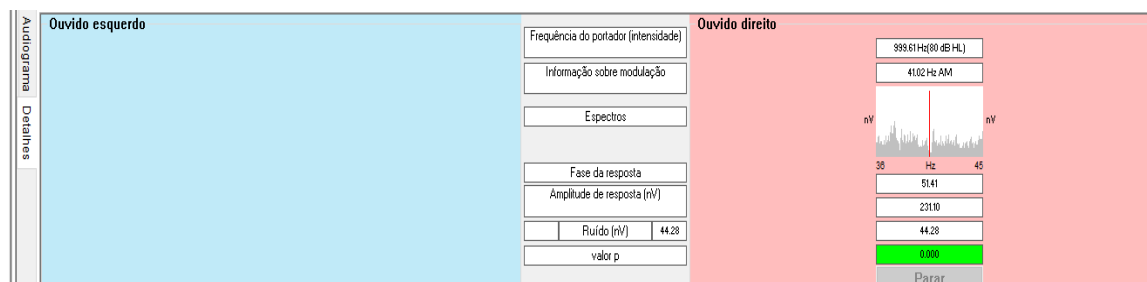 Audiograma
Detalhes
Ouvido esquerdo
Frequência do portador (intensidade)
Informação sobre modulação
Espectros
Fase da resposta
Amplitude de resposta (nV)
Ruído (nV) 44.28
valor p
Ouvido direito
999.61 Hz(80 dB HL)
41.02 Hz AM
nV nV
36 Hz 45
51.41
231.10
44.28
0.000
Parar